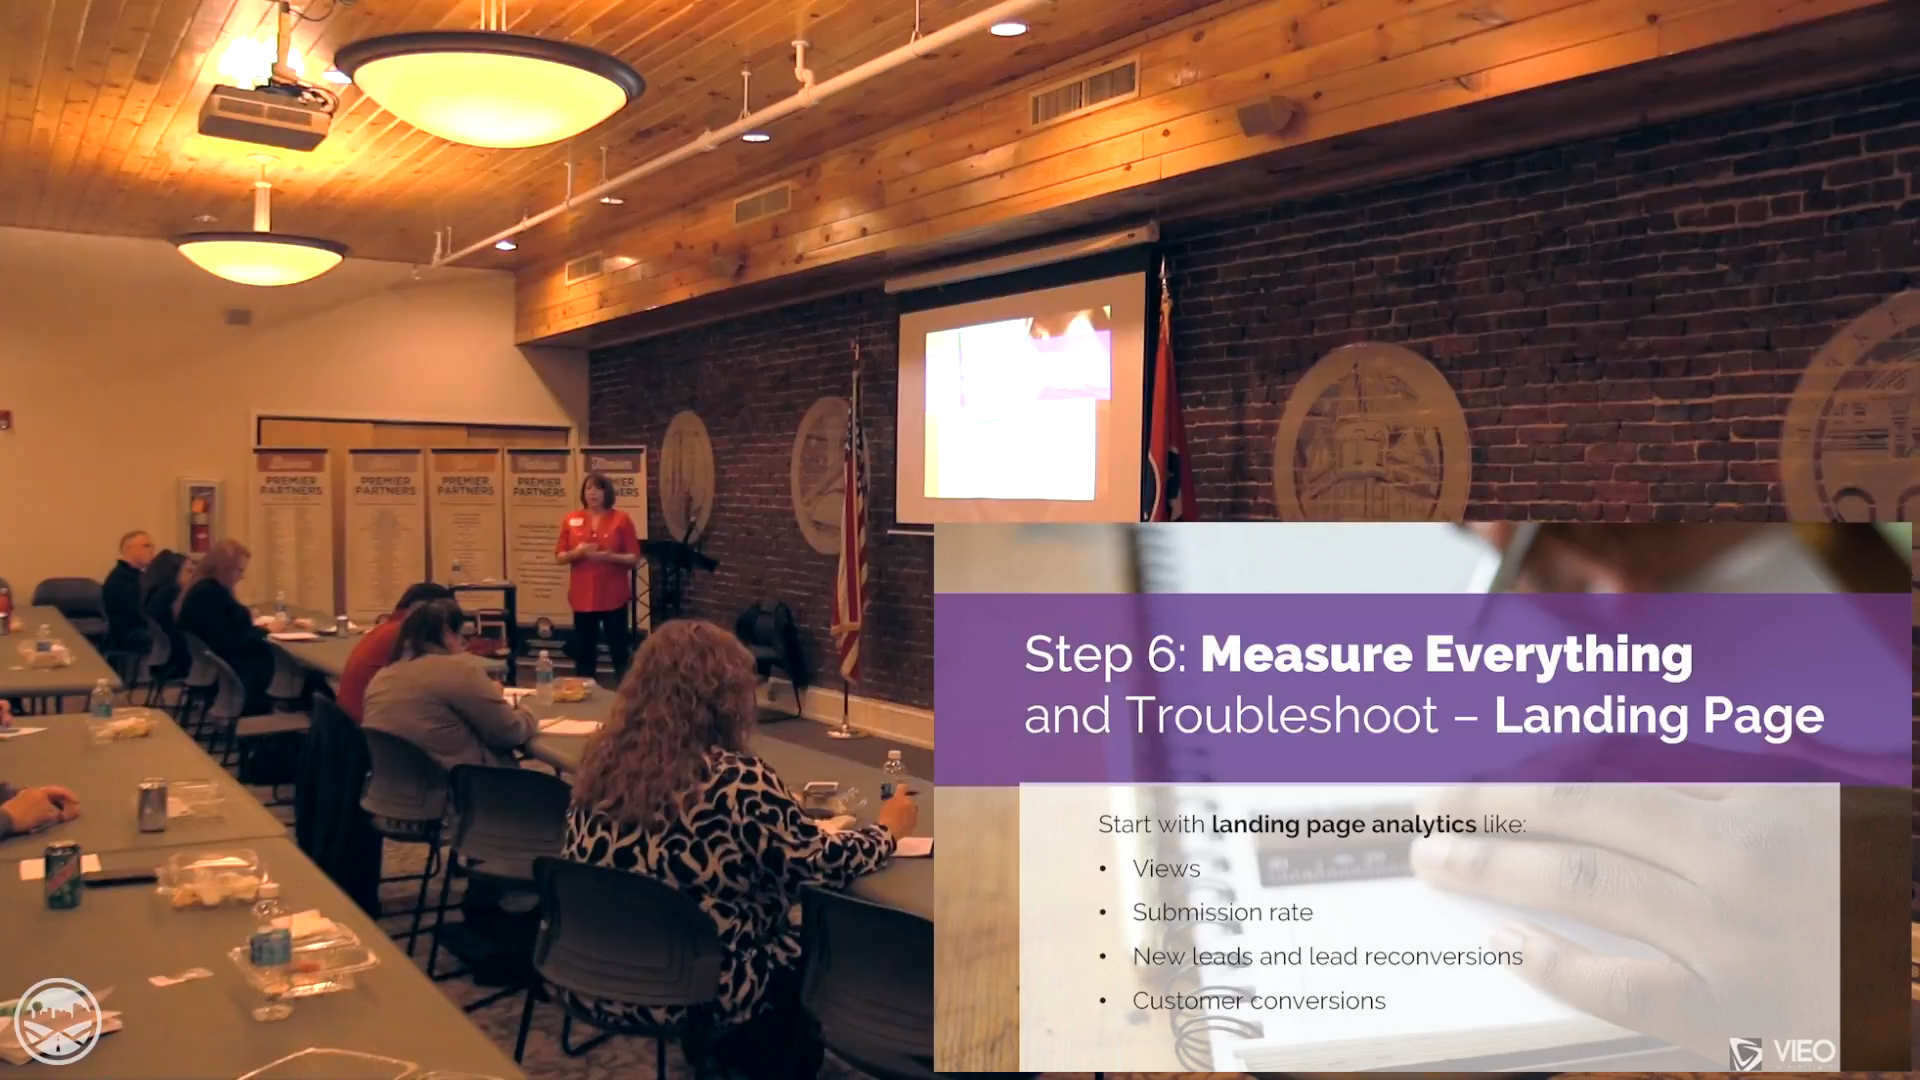 PREMIER
PARTNERS
PREMIER
PARTNERS
PREMIER
PARTNERS
PREMIER
PARTNERS
Step 6: Measure Everything
and Troubleshoot – Landing Page
Start with landing page analytics like:
• Views
• Submission rate
• New leads and lead reconversions
• Customer conversions
VIEO